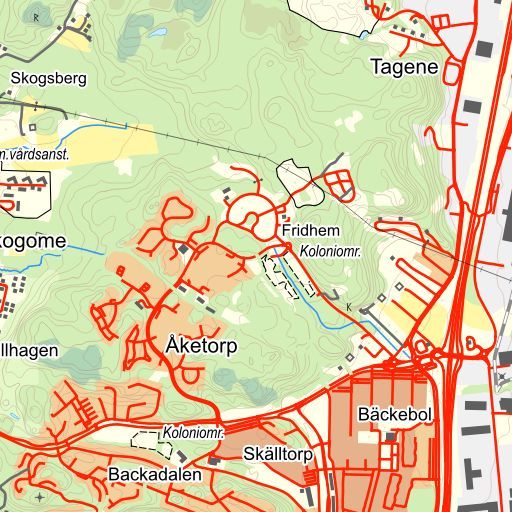 K
Tagene
Skogsberg
m.vårdsanst.
Fridhem
kogome
Koloniomr.
K
Åketorp
llhagen
Bäckebol
Koloniomr.
Skälltorp
Backadalen